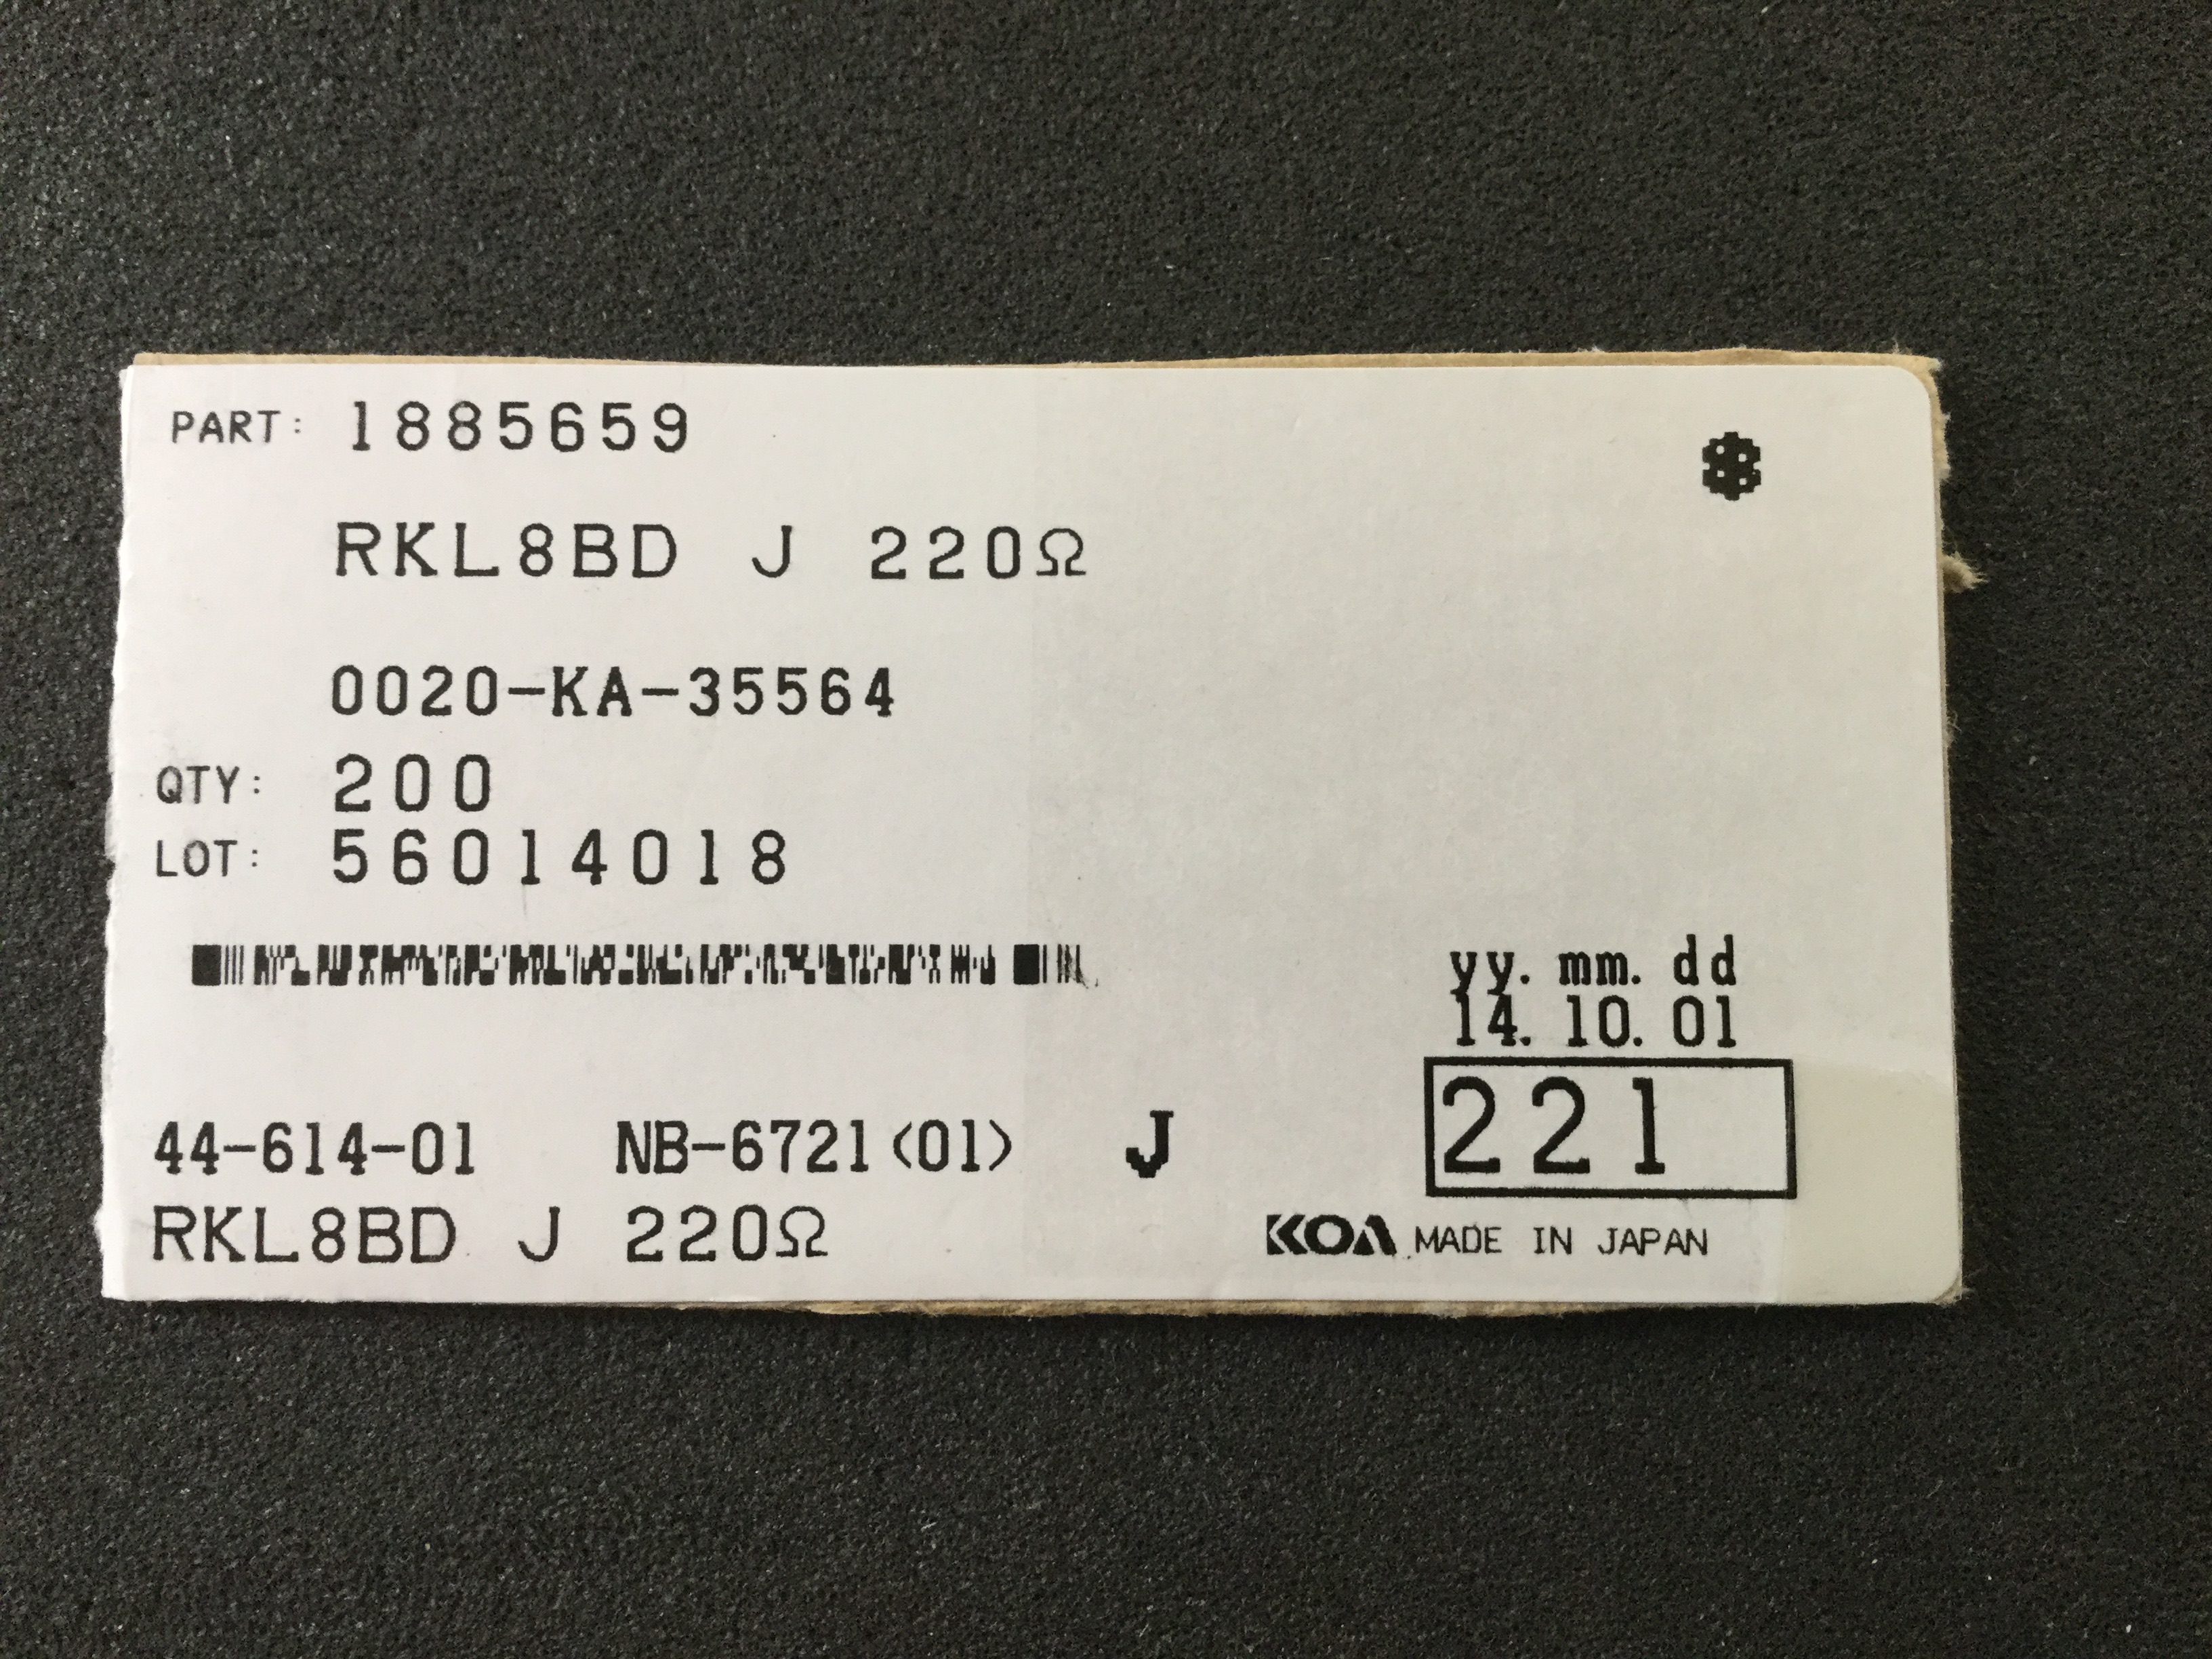 PART: 1885659
RKL8BD J 220Ω
0020-KA-35564
QTY: 200
LOT: 56014018
yy. mm. dd
14. 10. 01
221
44-614-01 NB-6721<01> J
RKL8BD J 220Ω
KOA MADE IN JAPAN